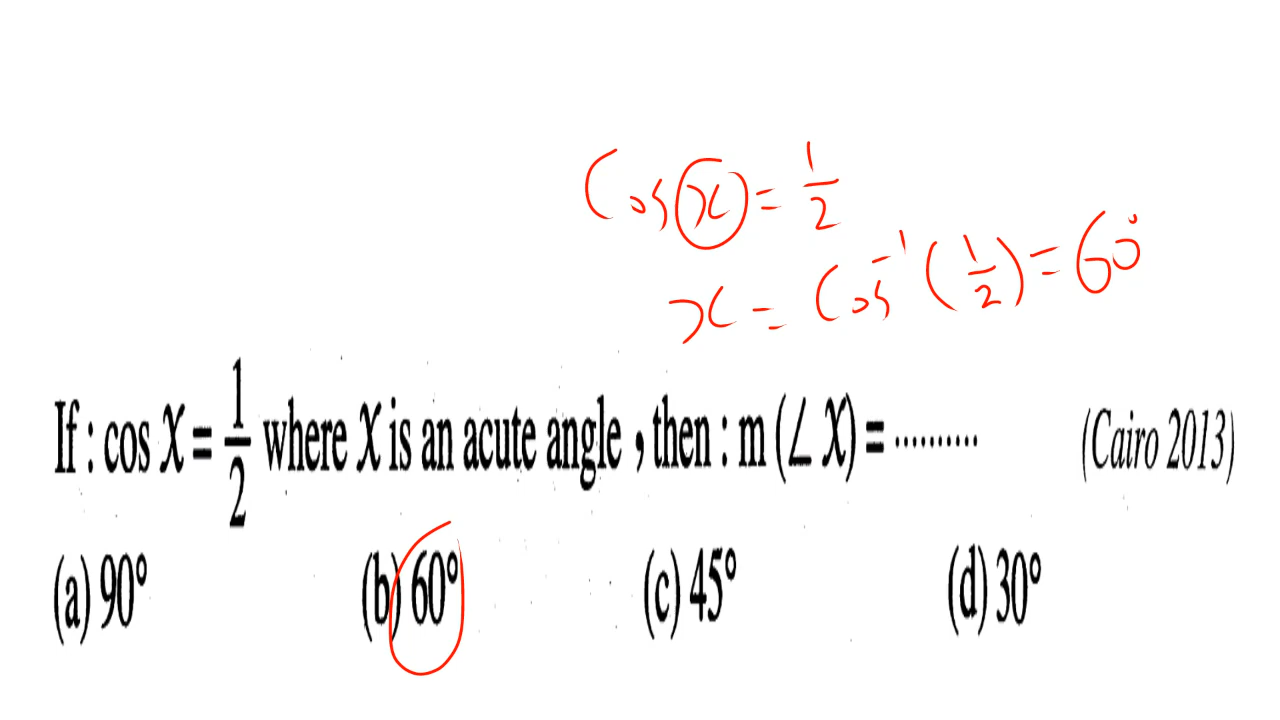 Cos x = 1/2
x = Cos⁻¹ (1/2) = 60°
If : cos X = 1/2 where X is an acute angle , then : m (∠ X) = .......... (Cairo 2013)
(a) 90° (b) 60° (c) 45° (d) 30°